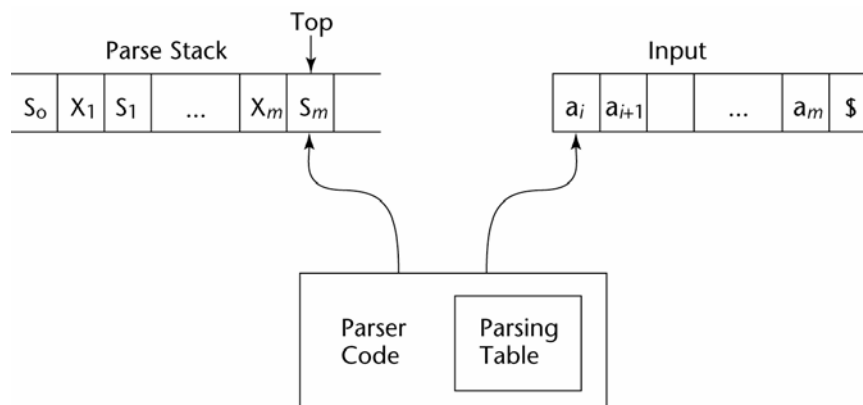 Top
Parse Stack
Input
S₀ X₁ S₁ ... Xₘ Sₘ
aᵢ aᵢ₊₁ ... aₘ $
Parser
Code
Parsing
Table